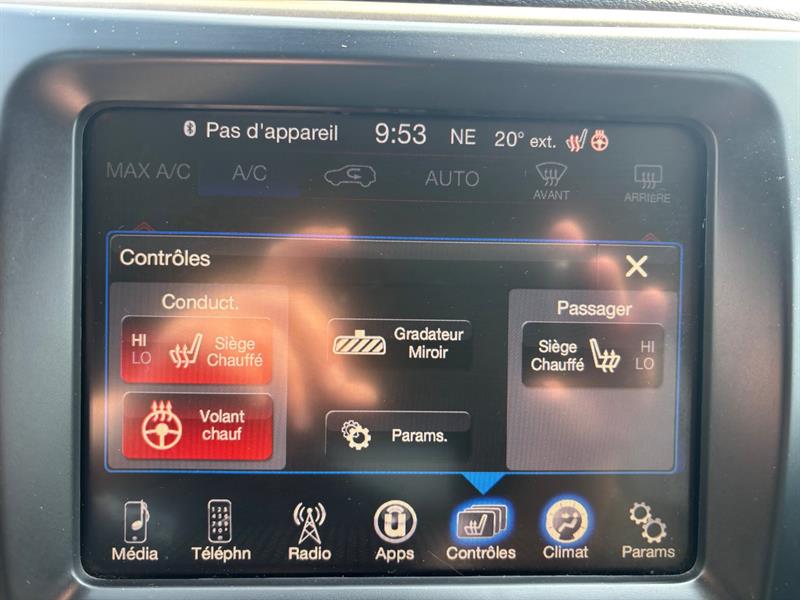 Pas d'appareil 9:53 NE 20° ext.
MAX A/C A/C AUTO AVANT ARRIÈRE
Contrôles X
Conduct.
HI
LO
Siège
Chauffé
Volant
chauf
Gradateur
Miroir
Params.
Passager
Siège
Chauffé
HI
LO
Média Téléphn Radio Apps Contrôles Climat Params